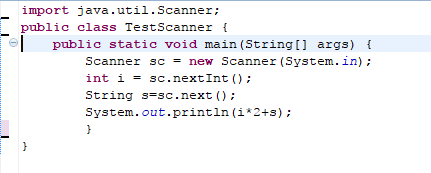 import java.util.Scanner;
public class TestScanner {
public static void main(String[] args) {
Scanner sc = new Scanner(System.in);
int i = sc.nextInt();
String s=sc.next();
System.out.println(i*2+s);
}
}